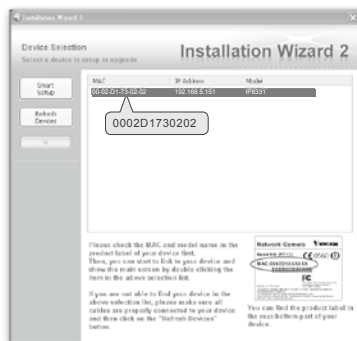 Installation Wizard 2
Device Selection
Select a device to setup or upgrade
Installation Wizard 2
Smart
Setup
Refresh
Devices
MAC IP Address Model
00-02-D1-73-02-02 192.168.5.151 IP8331
0002D1730202
Please check the MAC and model name in the
product label of your device first.
Then, you can start to link to your device and
show the main screen by double clicking the
item in the above selection list.
If you are not able to find your device in the
above selection list, please make sure all
cables are properly connected to your device
and then click on the "Refresh Devices"
button.
Network Camera VIVOTEK
0560
FC
You can find the product label in
the rear/bottom part of your
device.